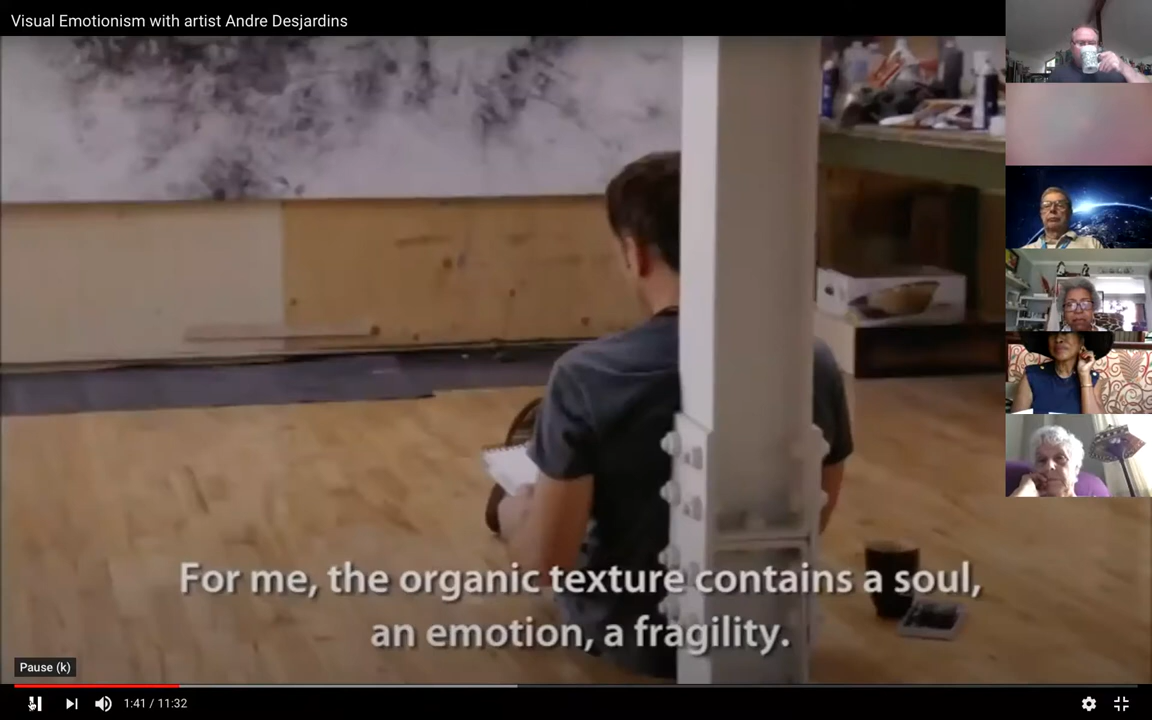 Visual Emotionism with artist Andre Desjardins
For me, the organic texture contains a soul,
an emotion, a fragility.
Pause (k)
1:41 / 11:32